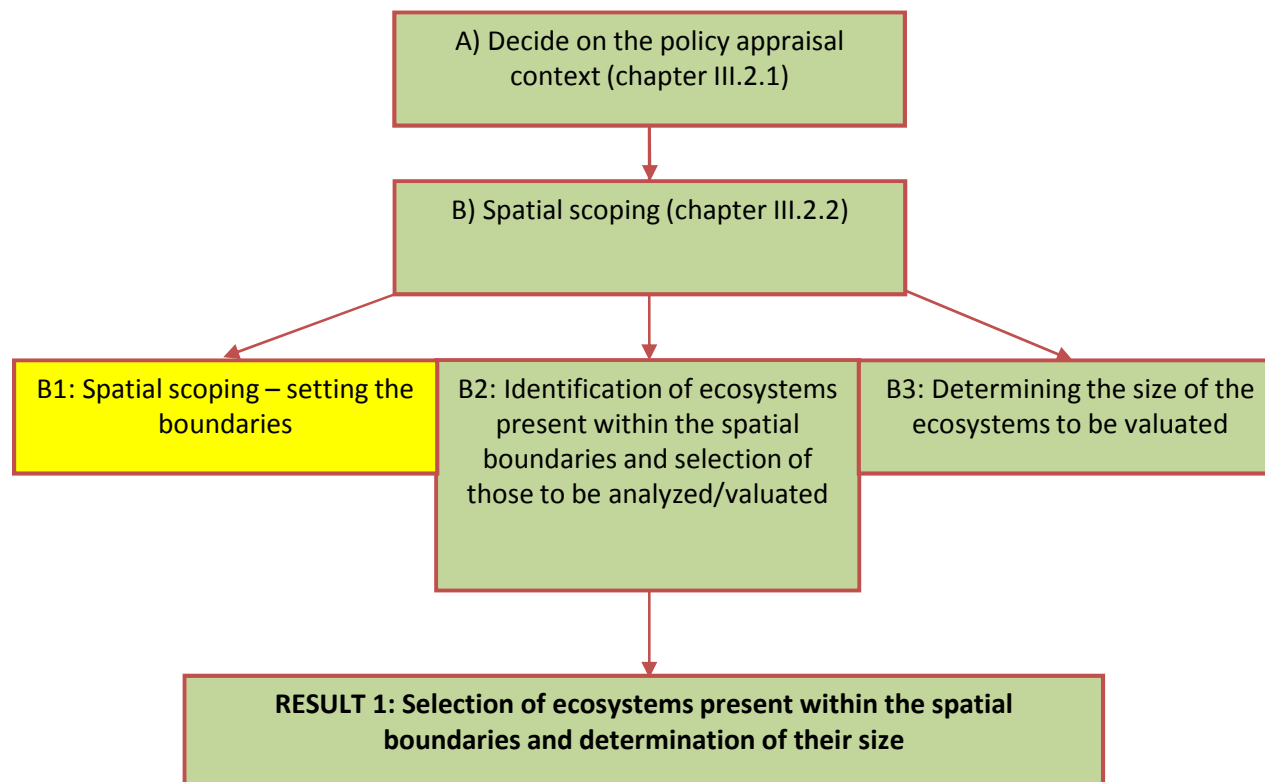 A) Decide on the policy appraisal
context (chapter III.2.1)
B) Spatial scoping (chapter III.2.2)
B1: Spatial scoping – setting the
boundaries
B2: Identification of ecosystems
present within the spatial
boundaries and selection of
those to be analyzed/valuated
B3: Determining the size of the
ecosystems to be valuated
RESULT 1: Selection of ecosystems present within the spatial
boundaries and determination of their size